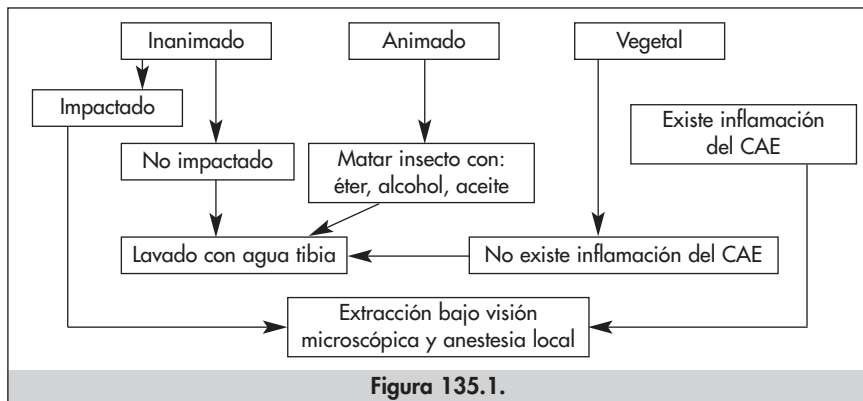 Inanimado
Animado
Vegetal
Impactado
Existe inflamación
del CAE
No impactado
Matar insecto con:
éter, alcohol, aceite
Lavado con agua tibia
No existe inflamación del CAE
Extracción bajo visión
microscópica y anestesia local
Figura 135.1.